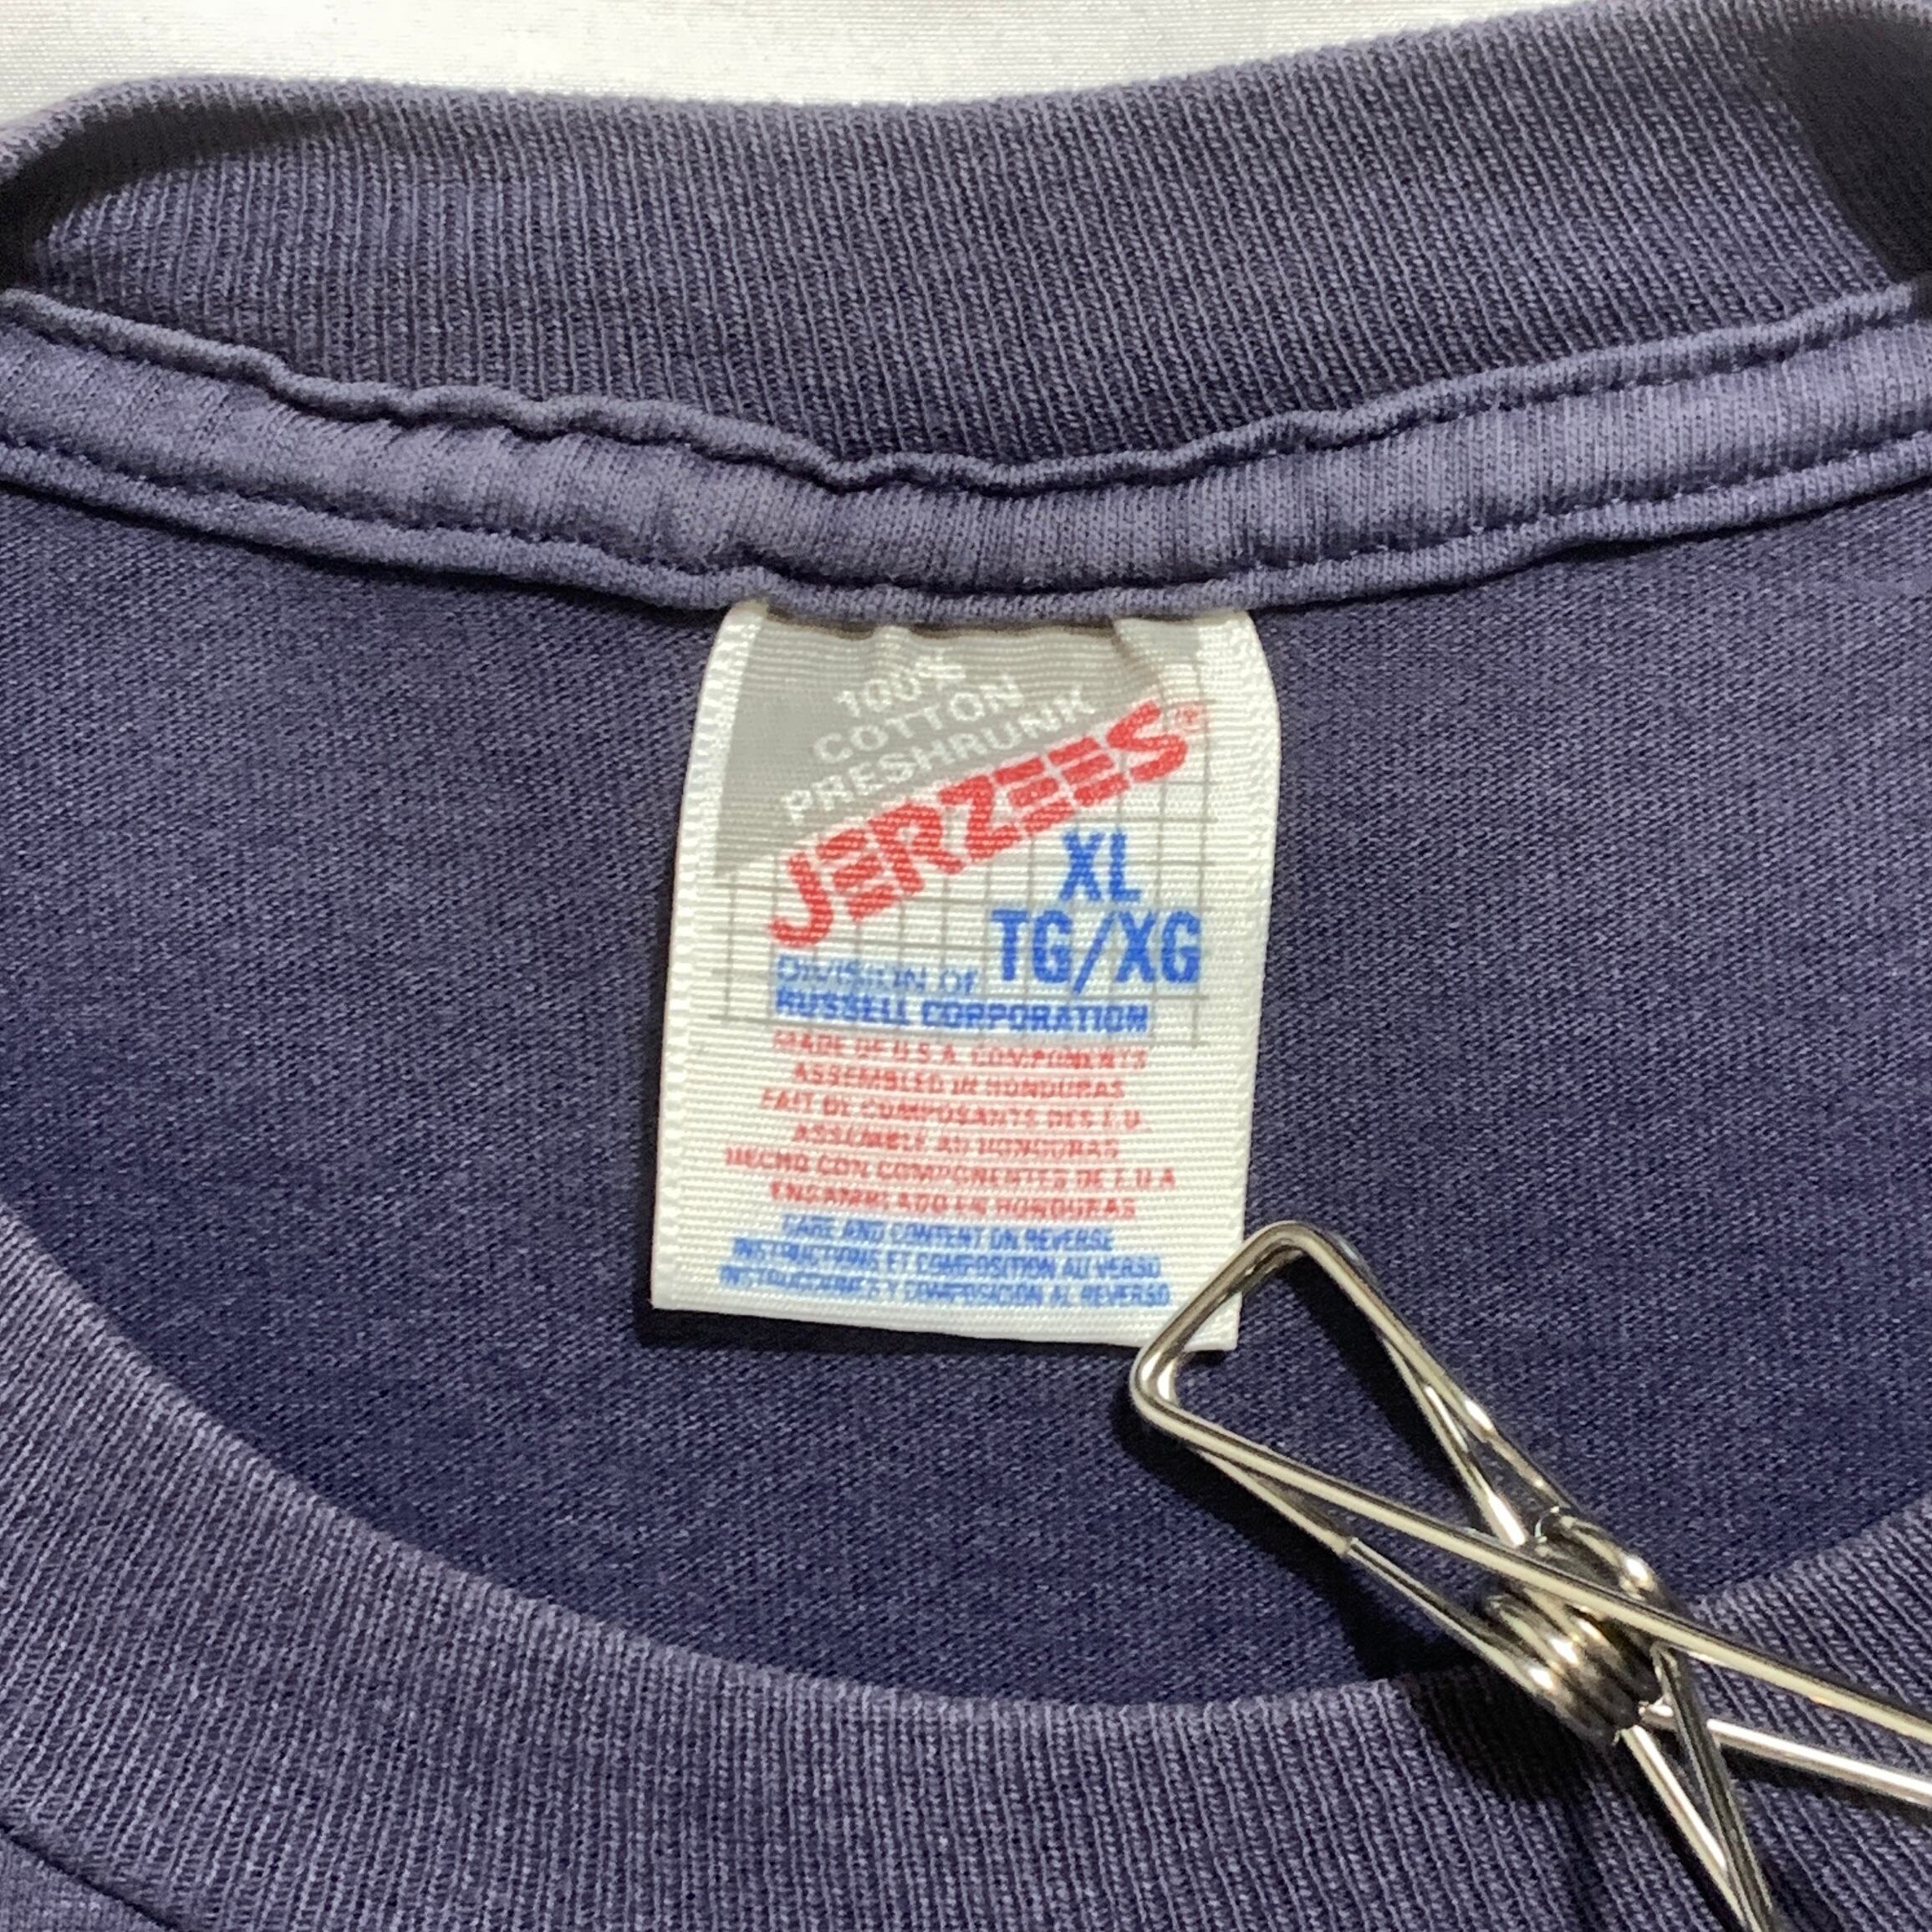 100%
COTTON
PRESHRUNK
JERZEES®
XL
TG/XG
DIVISION OF
RUSSELL CORPORATION
MADE OF U.S.A. COMPONENTS
ASSEMBLED IN HONDURAS
FAIT DE COMPOSANTS DES E.U.
ASSEMBLÉ AU HONDURAS
HECHO CON COMPONENTES DE E.U.A
ENSAMBLADO EN HONDURAS
CARE AND CONTENT ON REVERSE
INSTRUCTIONS ET COMPOSITION AU VERSO
INSTRUCCIONES Y COMPOSICION AL REVERSO